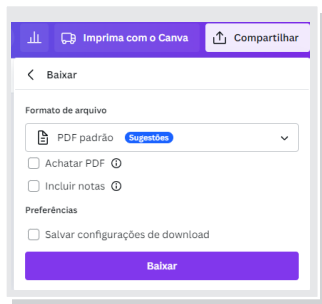 Imprima com o Canva
Compartilhar
Baixar
Formato de arquivo
PDF padrão Sugestões
Achatar PDF
Incluir notas
Preferências
Salvar configurações de download
Baixar